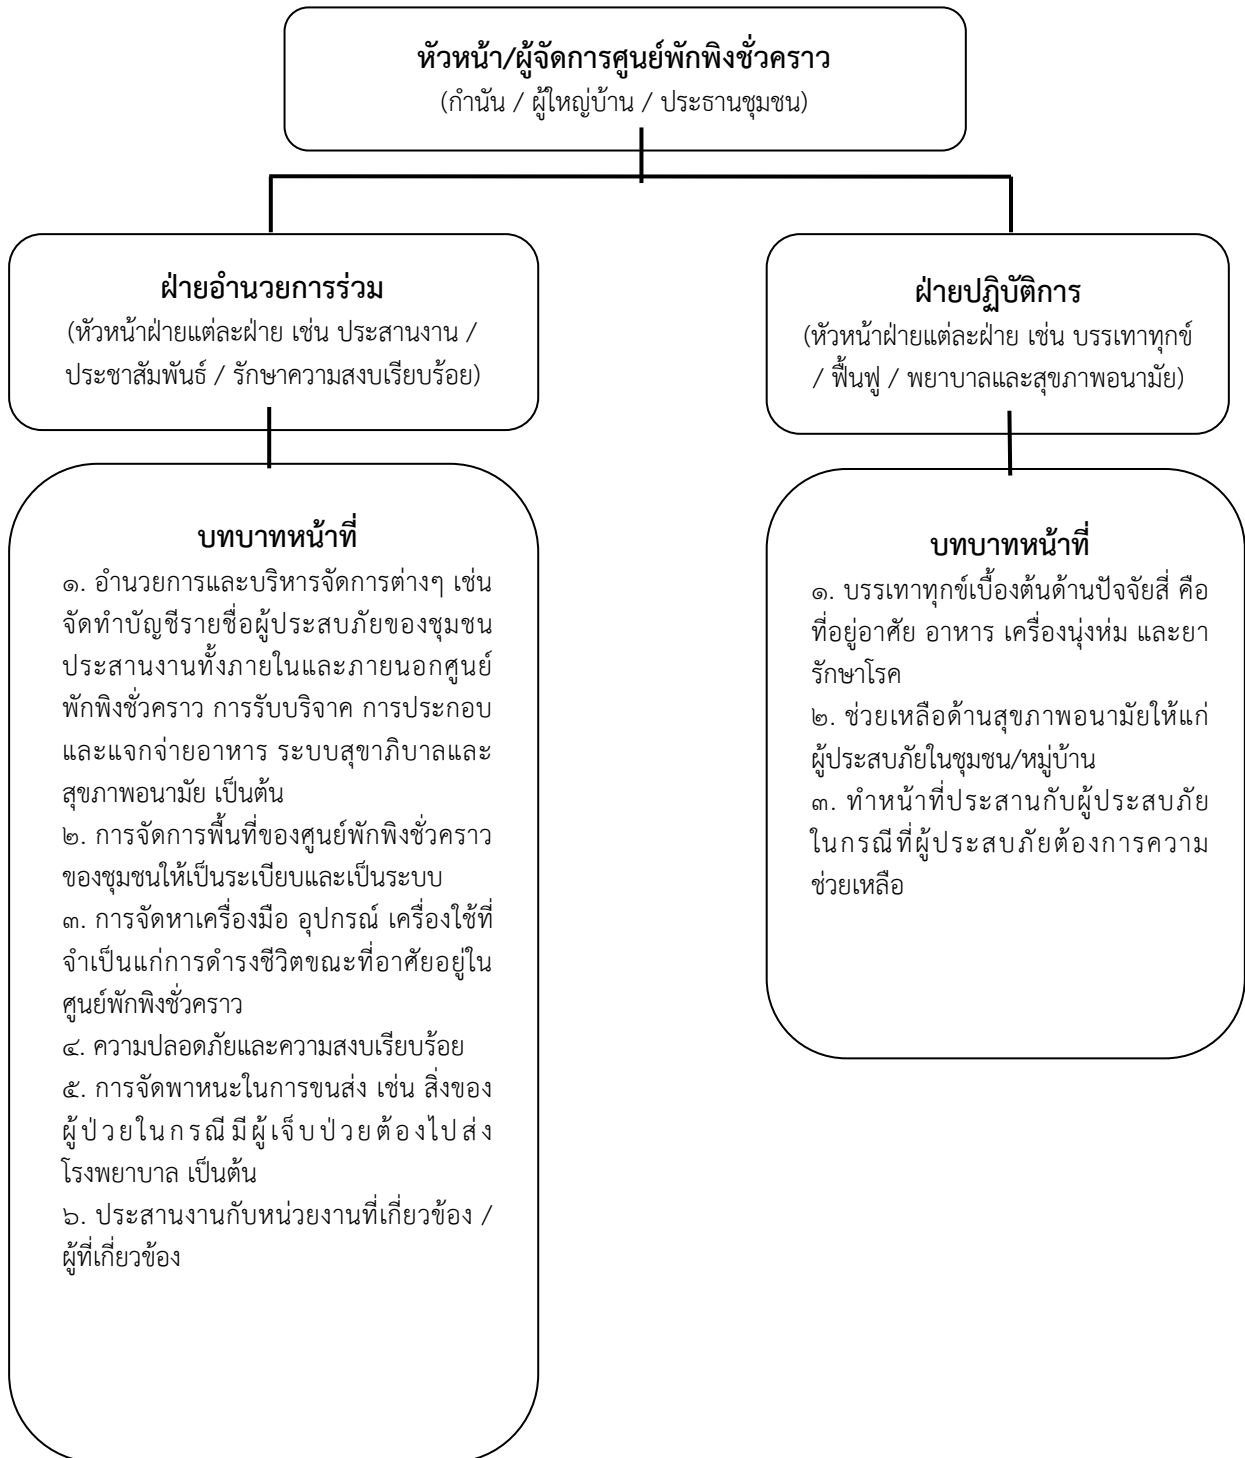 หัวหน้า/ผู้จัดการศูนย์พักพิงชั่วคราว
(กำนัน / ผู้ใหญ่บ้าน / ประธานชุมชน)
ฝ่ายอำนวยการร่วม
(หัวหน้าฝ่ายแต่ละฝ่าย เช่น ประสานงาน /
ประชาสัมพันธ์ / รักษาความสงบเรียบร้อย)
ฝ่ายปฏิบัติการ
(หัวหน้าฝ่ายแต่ละฝ่าย เช่น บรรเทาทุกข์
/ ฟื้นฟู / พยาบาลและสุขภาพอนามัย)
บทบาทหน้าที่
๑. อำนวยการและบริหารจัดการต่างๆ เช่น
จัดทำบัญชีรายชื่อผู้ประสบภัยของชุมชน
ประสานงานทั้งภายในและภายนอกศูนย์
พักพิงชั่วคราว การรับบริจาค การประกอบ
และแจกจ่ายอาหาร ระบบสุขาภิบาลและ
สุขภาพอนามัย เป็นต้น
๒. การจัดการพื้นที่ของศูนย์พักพิงชั่วคราว
ของชุมชนให้เป็นระเบียบและเป็นระบบ
๓. การจัดหาเครื่องมือ อุปกรณ์ เครื่องใช้ที่
จำเป็นแก่การดำรงชีวิตขณะที่อาศัยอยู่ใน
ศูนย์พักพิงชั่วคราว
๔. ความปลอดภัยและความสงบเรียบร้อย
๕. การจัดพาหนะในการขนส่ง เช่น สิ่งของ
ผู้ป่วยในกรณีมีผู้เจ็บป่วยต้องไปส่ง
โรงพยาบาล เป็นต้น
๖. ประสานงานกับหน่วยงานที่เกี่ยวข้อง /
ผู้ที่เกี่ยวข้อง
บทบาทหน้าที่
๑. บรรเทาทุกข์เบื้องต้นด้านปัจจัยสี่ คือ
ที่อยู่อาศัย อาหาร เครื่องนุ่งห่ม และยา
รักษาโรค
๒. ช่วยเหลือด้านสุขภาพอนามัยให้แก่
ผู้ประสบภัยในชุมชน/หมู่บ้าน
๓. ทำหน้าที่ประสานกับผู้ประสบภัย
ในกรณีที่ผู้ประสบภัยต้องการความ
ช่วยเหลือ